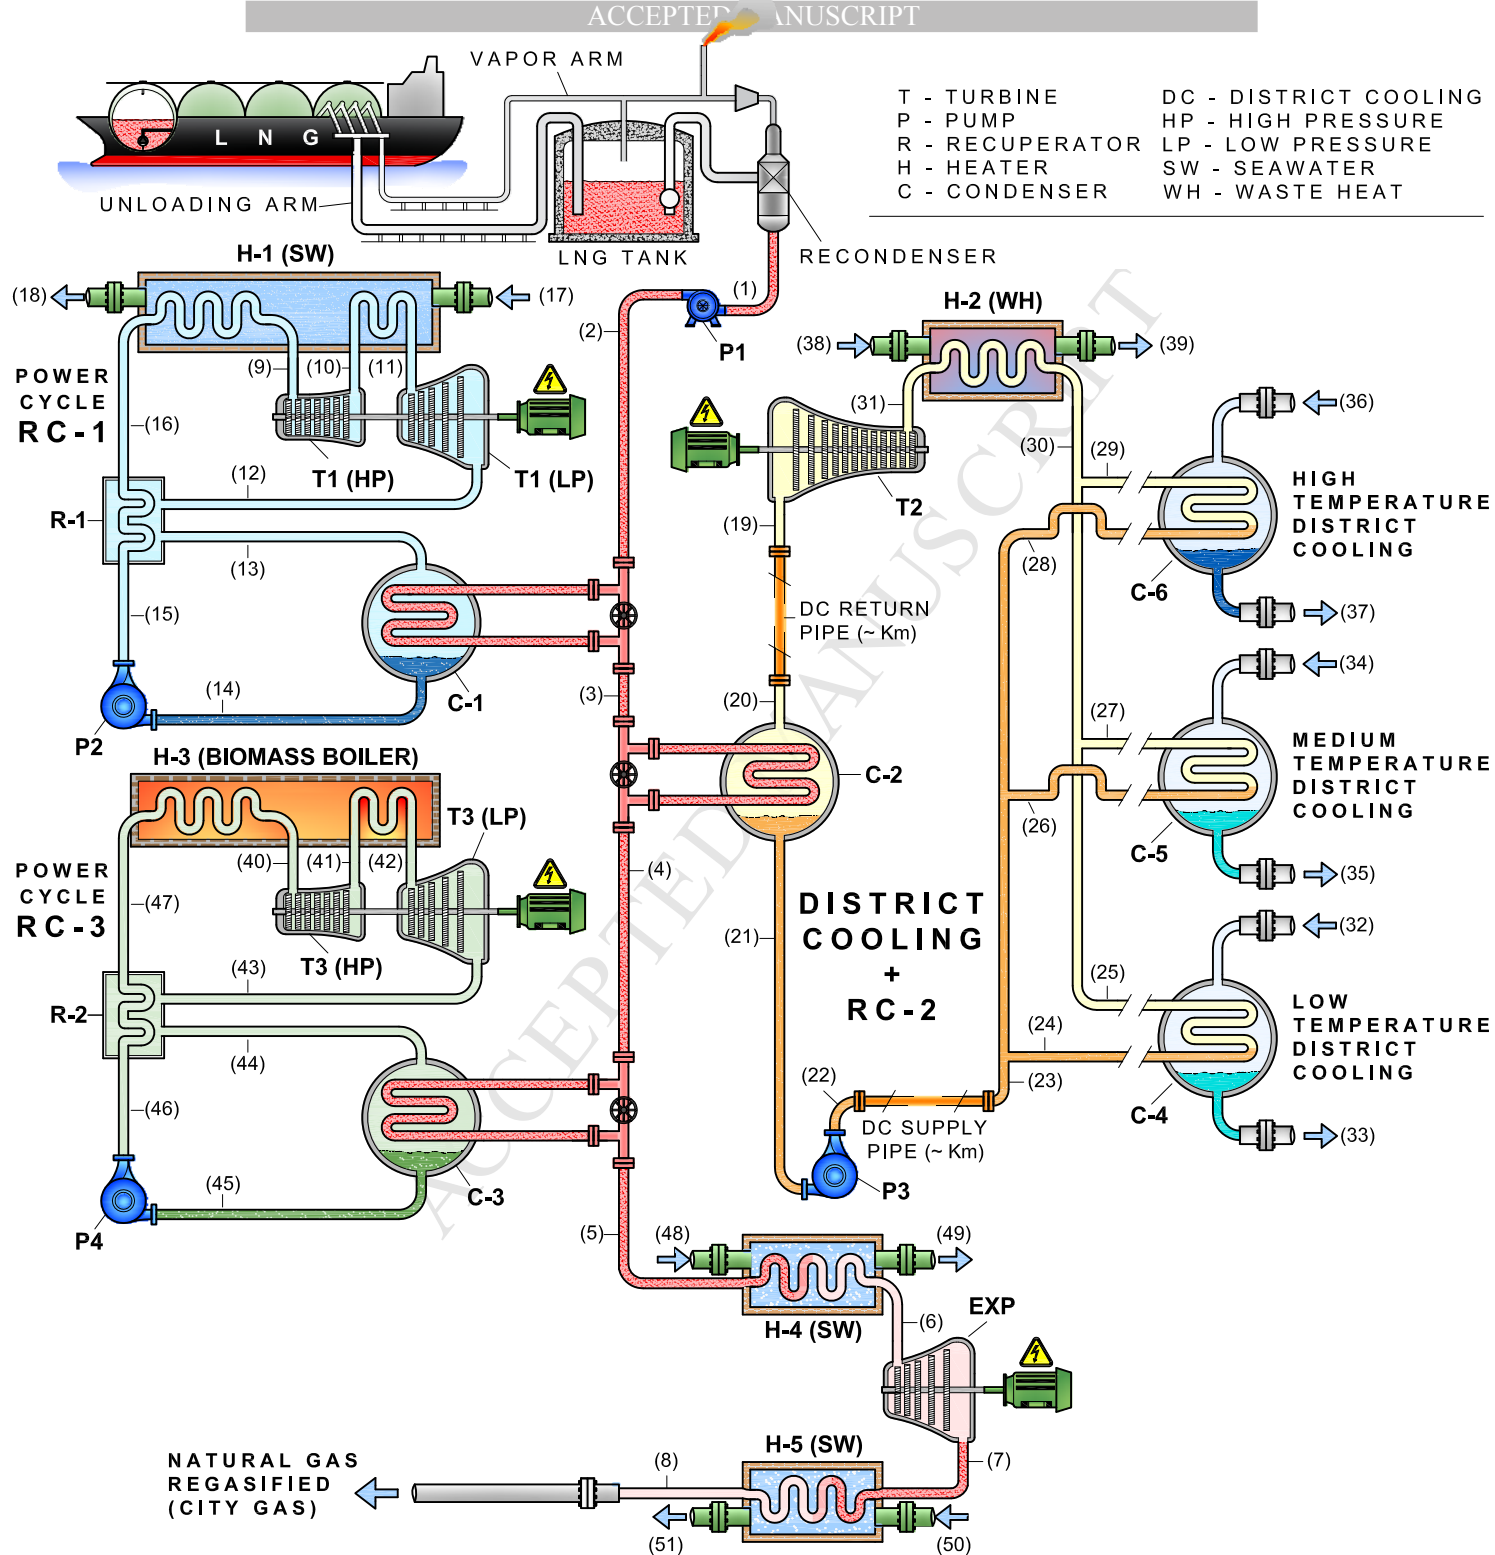 ACCEPTED MANUSCRIPT
VAPOR ARM
T - TURBINE
P - PUMP
R - RECUPERATOR
H - HEATER
C - CONDENSER
DC - DISTRICT COOLING
HP - HIGH PRESSURE
LP - LOW PRESSURE
SW - SEAWATER
WH - WASTE HEAT
L N G
UNLOADING ARM
LNG TANK
RECONDENSER
H-1 (SW)
(18)
(17)
(1)
(2)
P1
(9)
(10)
(11)
POWER
CYCLE
RC-1
(16)
T1 (HP)
T1 (LP)
(12)
R-1
(13)
(15)
(14)
C-1
P2
(3)
H-2 (WH)
(38)
(39)
(31)
(30)
(29)
(36)
T2
(19)
(28)
HIGH
TEMPERATURE
DISTRICT
COOLING
C-6
(37)
DC RETURN
PIPE (~ Km)
(20)
C-2
(34)
(27)
MEDIUM
TEMPERATURE
DISTRICT
COOLING
(26)
C-5
(35)
H-3 (BIOMASS BOILER)
T3 (LP)
(40)
(41)
(42)
(4)
POWER
CYCLE
RC-3
(47)
T3 (HP)
(43)
R-2
(44)
(46)
(45)
C-3
P4
DISTRICT
COOLING
+
RC-2
(21)
(32)
(25)
LOW
TEMPERATURE
DISTRICT
COOLING
(24)
(23)
C-4
(33)
(22)
DC SUPPLY
PIPE (~ Km)
P3
(5)
(48)
(49)
H-4 (SW)
(6)
EXP
H-5 (SW)
(7)
(8)
NATURAL GAS
REGASIFIED
(CITY GAS)
(51)
(50)
ACCEPTED MANUSCRIPT